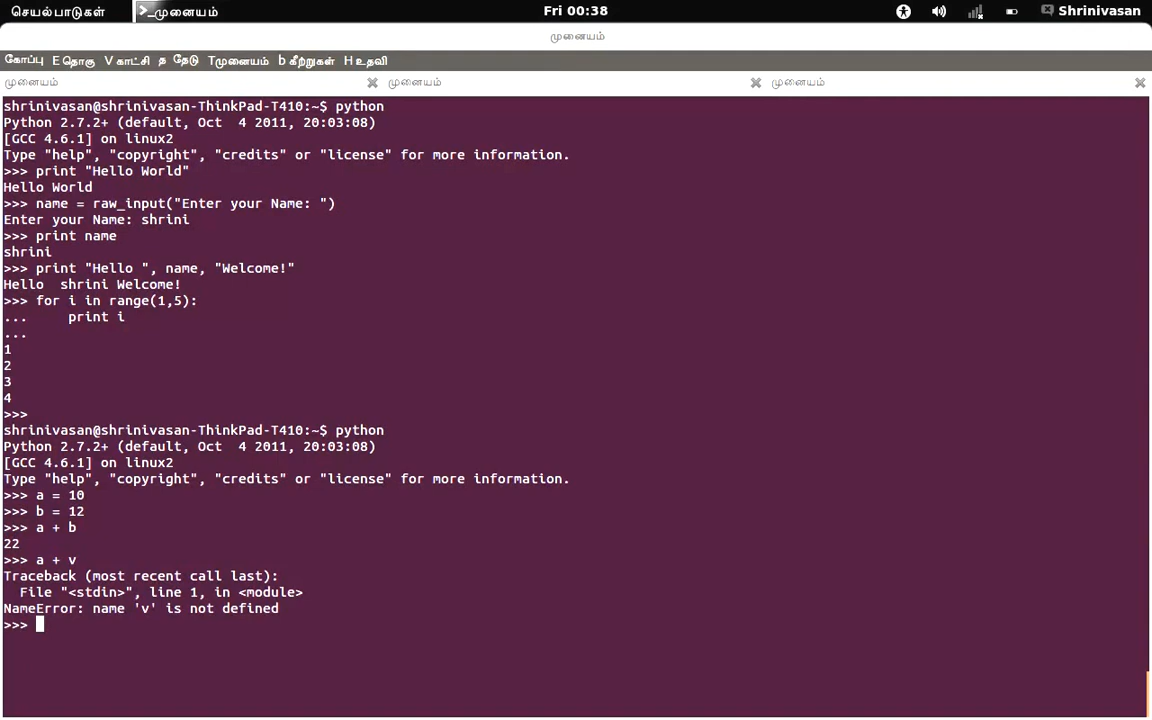 செயல்பாடுகள் >_முனையம் Fri 00:38 Shrinivasan
முனையம்
கோப்பு E தொகு V காட்சி த தேடு Tமுனையம் b கீற்றுகள் H உதவி
முனையம் முனையம் முனையம்
shrinivasan@shrinivasan-ThinkPad-T410:~$ python
Python 2.7.2+ (default, Oct  4 2011, 20:03:08)
[GCC 4.6.1] on linux2
Type "help", "copyright", "credits" or "license" for more information.
>>> print "Hello World"
Hello World
>>> name = raw_input("Enter your Name: ")
Enter your Name: shrini
>>> print name
shrini
>>> print "Hello ", name, "Welcome!"
Hello  shrini Welcome!
>>> for i in range(1,5):
...     print i
...
1
2
3
4
>>>
shrinivasan@shrinivasan-ThinkPad-T410:~$ python
Python 2.7.2+ (default, Oct  4 2011, 20:03:08)
[GCC 4.6.1] on linux2
Type "help", "copyright", "credits" or "license" for more information.
>>> a = 10
>>> b = 12
>>> a + b
22
>>> a + v
Traceback (most recent call last):
  File "<stdin>", line 1, in <module>
NameError: name 'v' is not defined
>>>